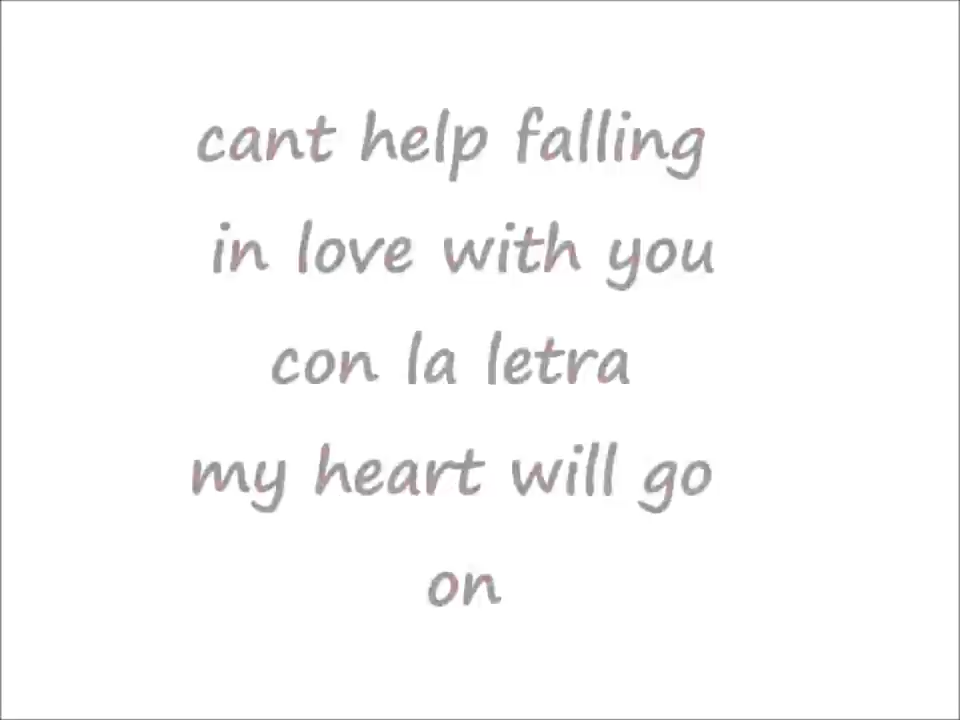 cant help falling
in love with you
con la letra
my heart will go
on